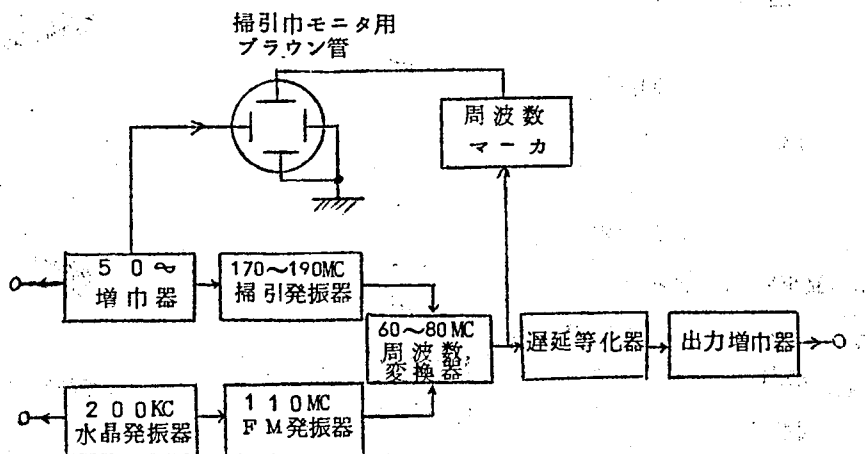 掃引巾モニタ用
ブラウン管
周波数
マーカ
50∾
増巾器
170～190MC
掃引発振器
60～80MC
周波数
変換器
遅延等化器
出力増巾器
200KC
水晶発振器
110MC
FM発振器